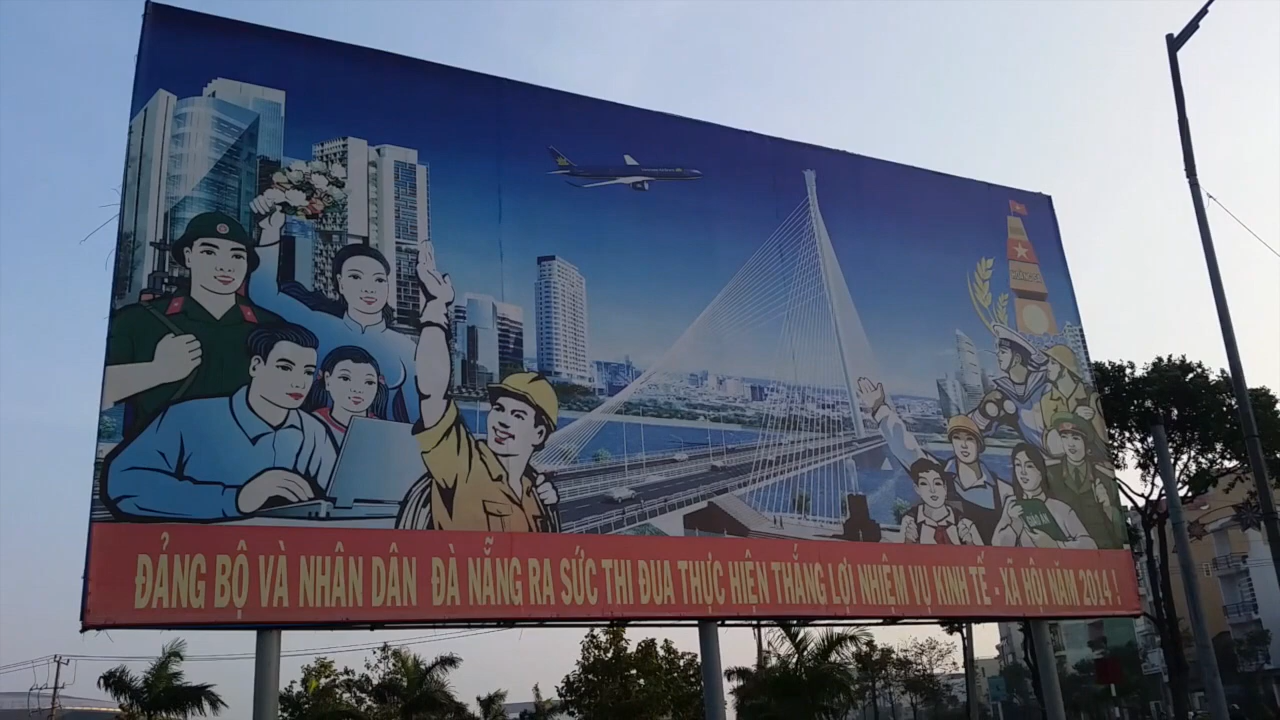 ĐẢNG BỘ VÀ NHÂN DÂN ĐÀ NẴNG RA SỨC THI ĐUA THỰC HIỆN THẮNG LỢI NHIỆM VỤ KINH TẾ - XÃ HỘI NĂM 2014 !